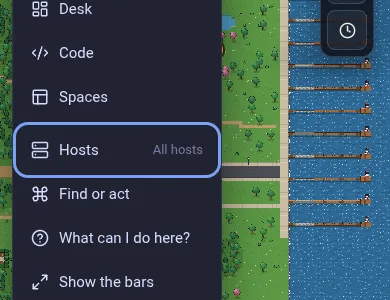 Desk
Code
Spaces
Hosts All hosts
Find or act
What can I do here?
Show the bars